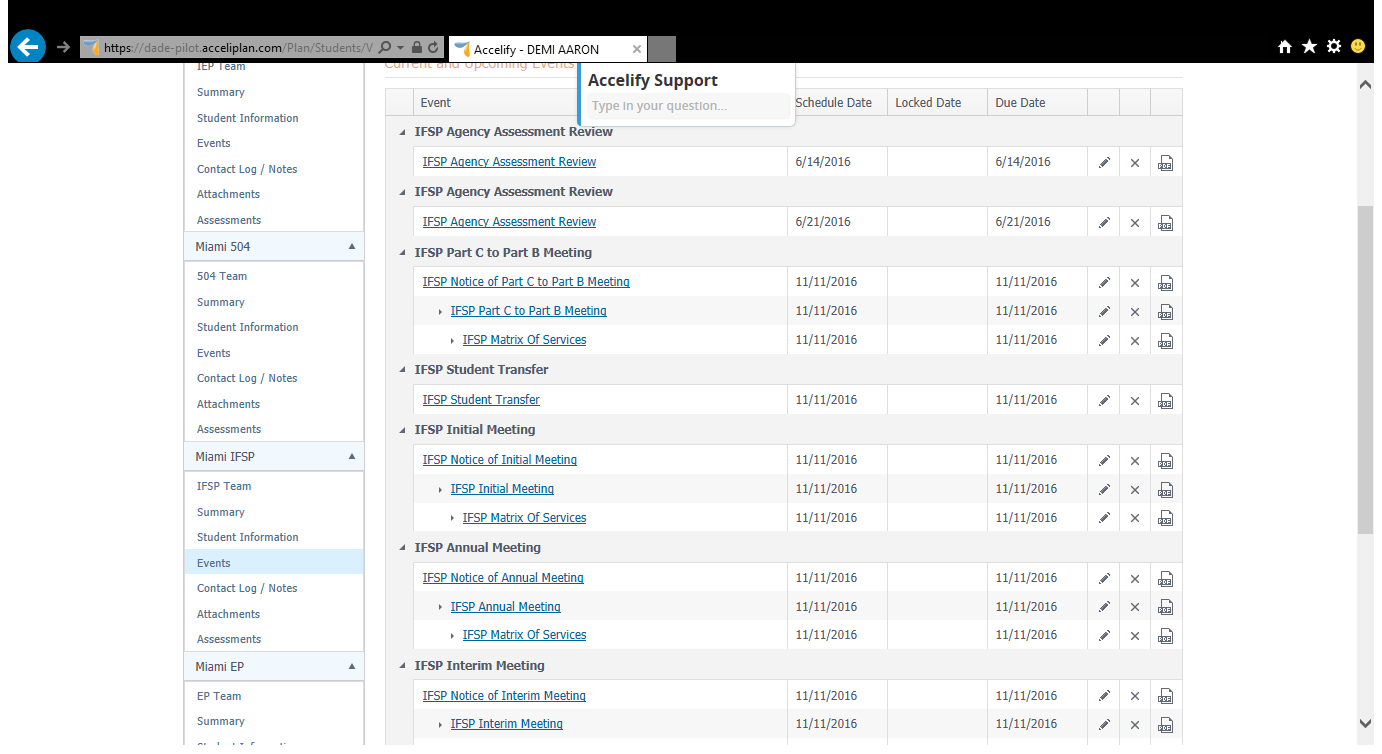 https://dade-pilot.acceliplan.com/Plan/Students/V
Accelify - DEMI AARON
IEP Team
Summary
Student Information
Events
Contact Log / Notes
Attachments
Assessments
Miami 504
504 Team
Summary
Student Information
Events
Contact Log / Notes
Attachments
Assessments
Miami IFSP
IFSP Team
Summary
Student Information
Events
Contact Log / Notes
Attachments
Assessments
Miami EP
EP Team
Summary
Student Information
Current and Upcoming Events
Accelify Support
Type in your question...
Event Schedule Date Locked Date Due Date
IFSP Agency Assessment Review
IFSP Agency Assessment Review 6/14/2016 6/14/2016
IFSP Agency Assessment Review
IFSP Agency Assessment Review 6/21/2016 6/21/2016
IFSP Part C to Part B Meeting
IFSP Notice of Part C to Part B Meeting 11/11/2016 11/11/2016
IFSP Part C to Part B Meeting 11/11/2016 11/11/2016
IFSP Matrix Of Services 11/11/2016 11/11/2016
IFSP Student Transfer
IFSP Student Transfer 11/11/2016 11/11/2016
IFSP Initial Meeting
IFSP Notice of Initial Meeting 11/11/2016 11/11/2016
IFSP Initial Meeting 11/11/2016 11/11/2016
IFSP Matrix Of Services 11/11/2016 11/11/2016
IFSP Annual Meeting
IFSP Notice of Annual Meeting 11/11/2016 11/11/2016
IFSP Annual Meeting 11/11/2016 11/11/2016
IFSP Matrix Of Services 11/11/2016 11/11/2016
IFSP Interim Meeting
IFSP Notice of Interim Meeting 11/11/2016 11/11/2016
IFSP Interim Meeting 11/11/2016 11/11/2016